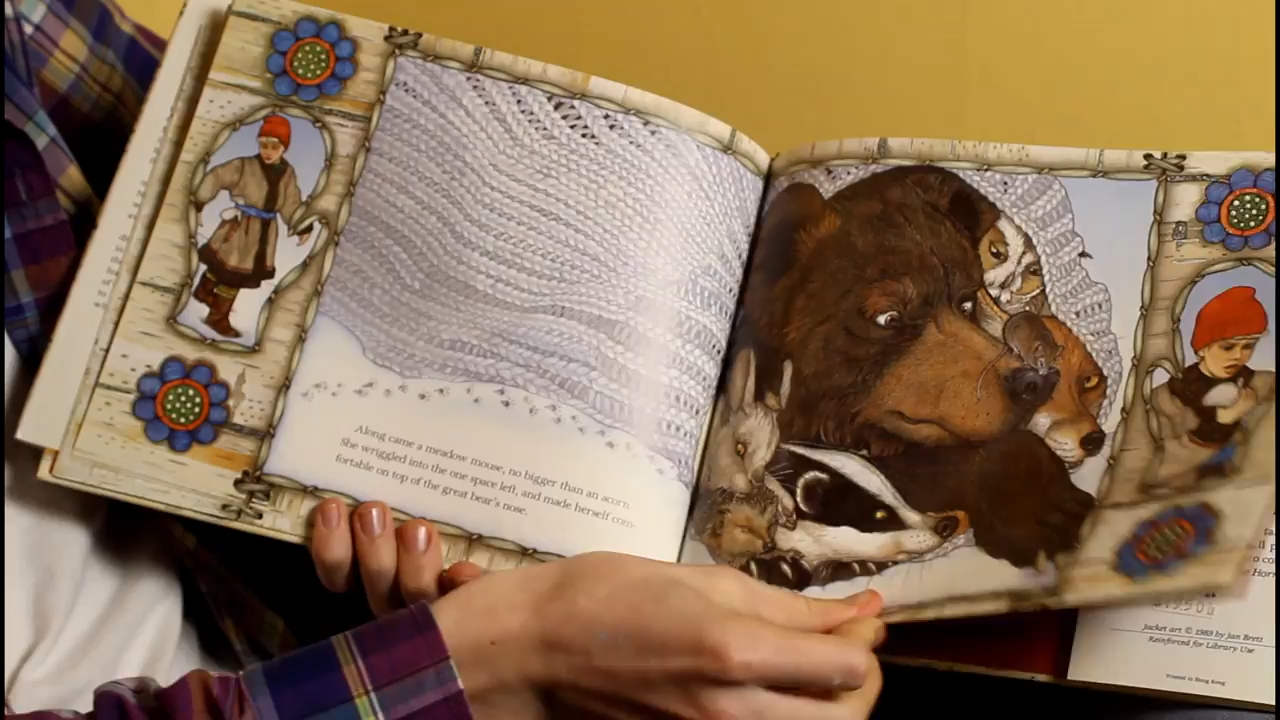 Along came a meadow mouse, no bigger than an acorn.
She wriggled into the one space left, and made herself com-
fortable on top of the great bear's nose.
Jacket art © 1989 by Jan Brett
Reinforced for Library Use
Printed in Hong Kong